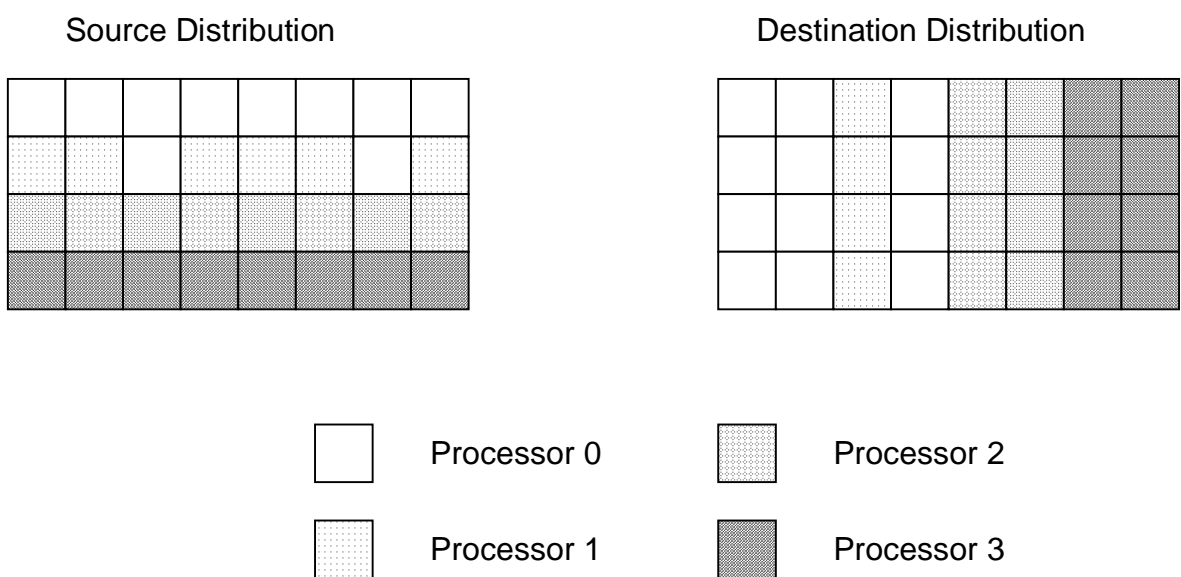 Source Distribution
Destination Distribution
Processor 0
Processor 2
Processor 1
Processor 3